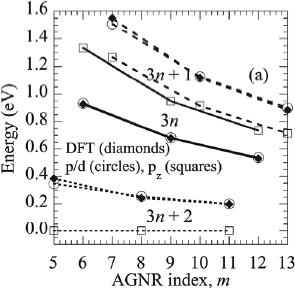 1.6
1.4
1.2
1.0
0.8
0.6
0.4
0.2
0.0
Energy (eV)
(a)
3n + 1
3n
DFT (diamonds)
p/d (circles), pz (squares)
3n + 2
5 6 7 8 9 10 11 12 13
AGNR index, m